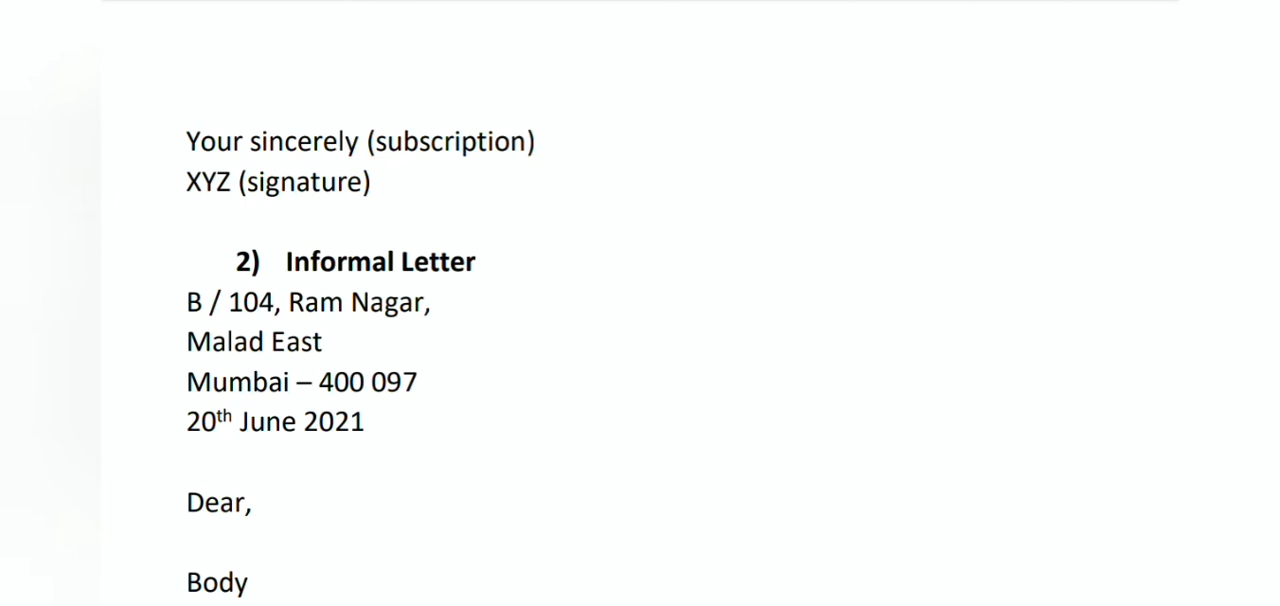 Your sincerely (subscription)
XYZ (signature)
2) Informal Letter
B / 104, Ram Nagar,
Malad East
Mumbai – 400 097
20th June 2021
Dear,
Body